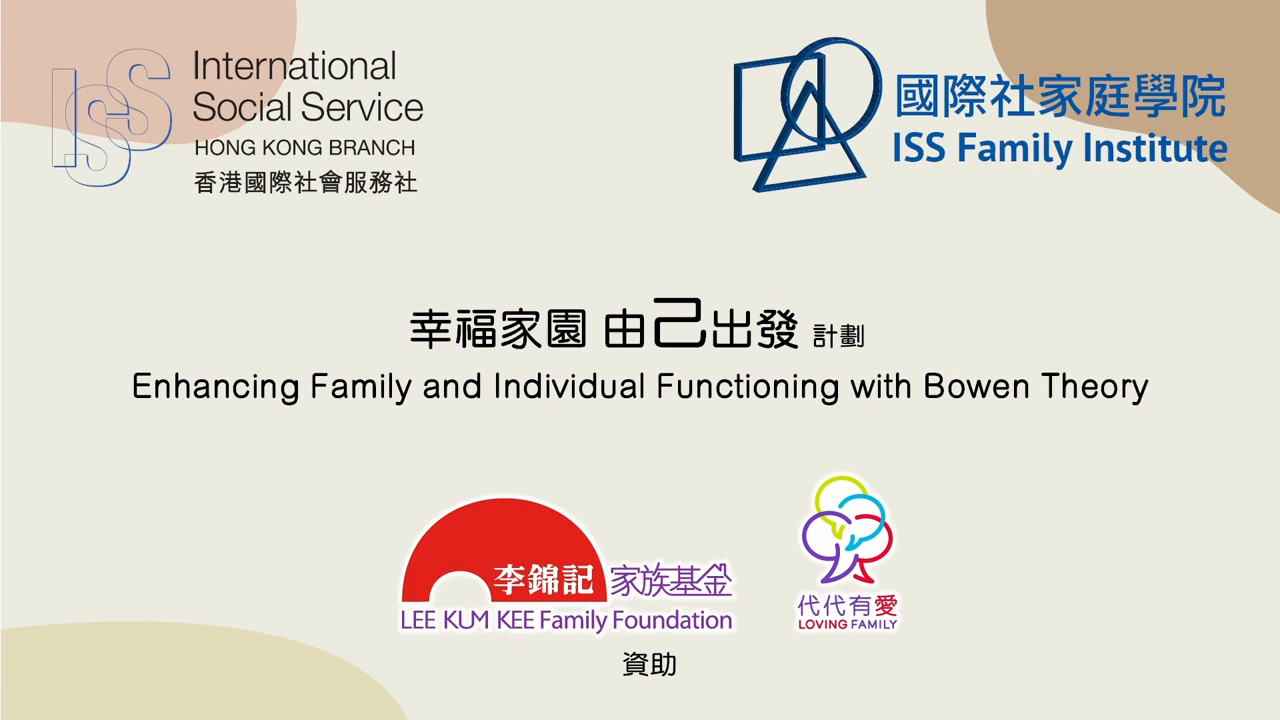 ISS
International
Social Service
HONG KONG BRANCH
香港國際社會服務社
國際社家庭學院
ISS Family Institute
幸福家園 由己出發 計劃
Enhancing Family and Individual Functioning with Bowen Theory
李錦記 家族基金
LEE KUM KEE Family Foundation
代代有愛
LOVING FAMILY
資助